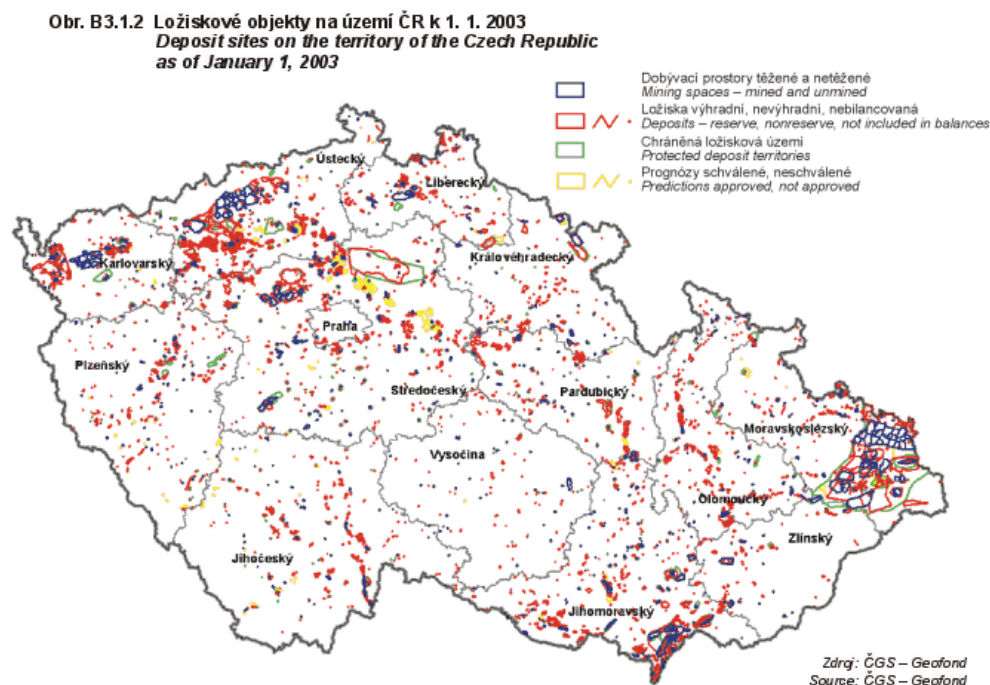 Obr. B3.1.2 Ložiskové objekty na území ČR k 1. 1. 2003
Deposit sites on the territory of the Czech Republic
as of January 1, 2003
Dobývací prostory těžené a netěžené
Mining spaces – mined and unmined
Ložiska výhradní, nevýhradní, nebilancovaná
Deposits – reserve, nonreserve, not included in balances
Chráněná ložisková území
Protected deposit territories
Prognózy schválené, neschválené
Predictions approved, not approved
Ústecký
Liberecký
Karlovarský
Královéhradecký
Praha
Plzeňský
Středočeský
Pardubický
Moravskoslezský
Vysočina
Olomoucký
Zlínský
Jihočeský
Jihomoravský
Zdroj: ČGS – Geofond
Source: ČGS – Geofond